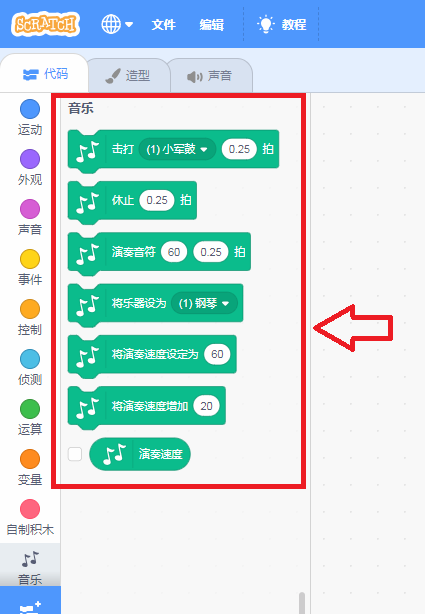 SCRATCH 文件 编辑 教程
代码 造型 声音
音乐
运动
外观
声音
事件
控制
侦测
运算
变量
自制积木
音乐
击打 (1) 小军鼓 0.25 拍
休止 0.25 拍
演奏音符 60 0.25 拍
将乐器设为 (1) 钢琴
将演奏速度设定为 60
将演奏速度增加 20
演奏速度